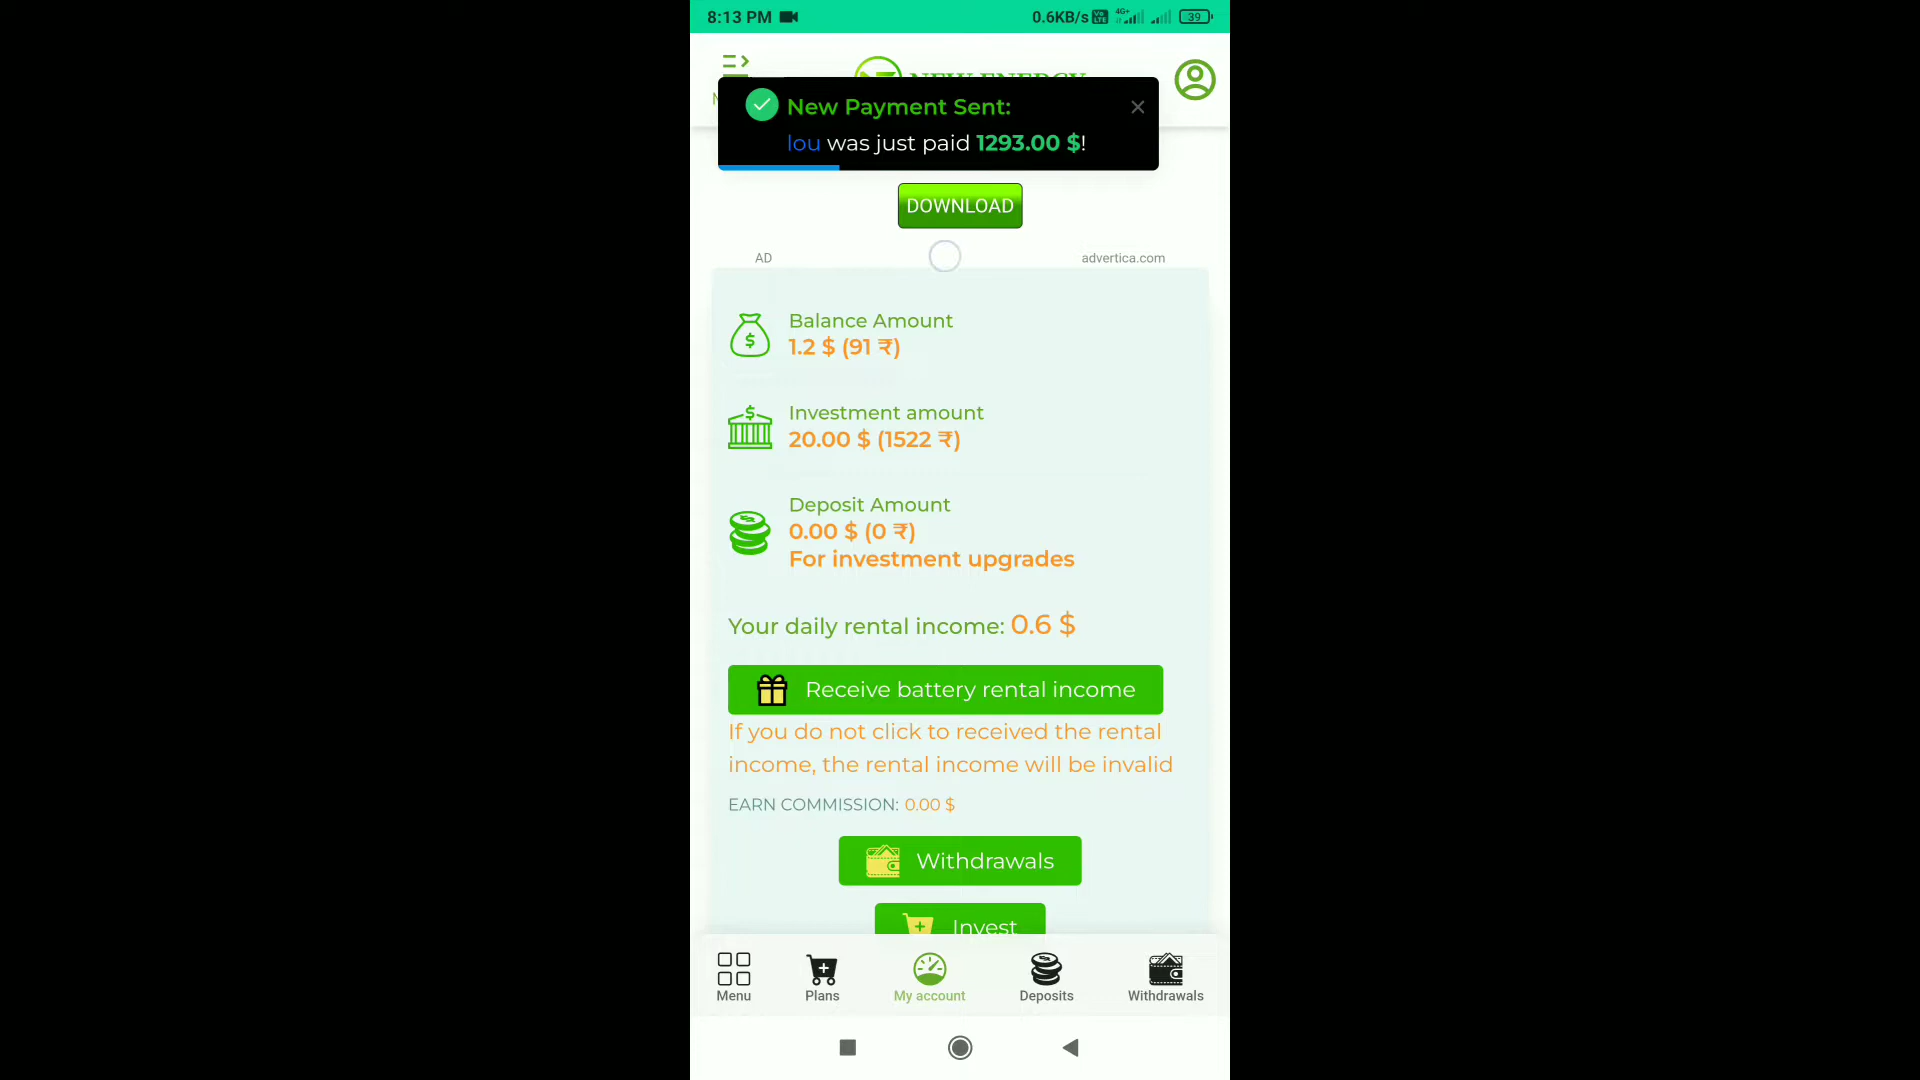 8:13 PM
0.6KB/s
4G+
39
New Payment Sent:
lou was just paid 1293.00 $!
DOWNLOAD
AD
advertica.com
Balance Amount
1.2 $ (91 ₹)
Investment amount
20.00 $ (1522 ₹)
Deposit Amount
0.00 $ (0 ₹)
For investment upgrades
Your daily rental income: 0.6 $
Receive battery rental income
If you do not click to received the rental
income, the rental income will be invalid
EARN COMMISSION: 0.00 $
Withdrawals
Invest
Menu
Plans
My account
Deposits
Withdrawals